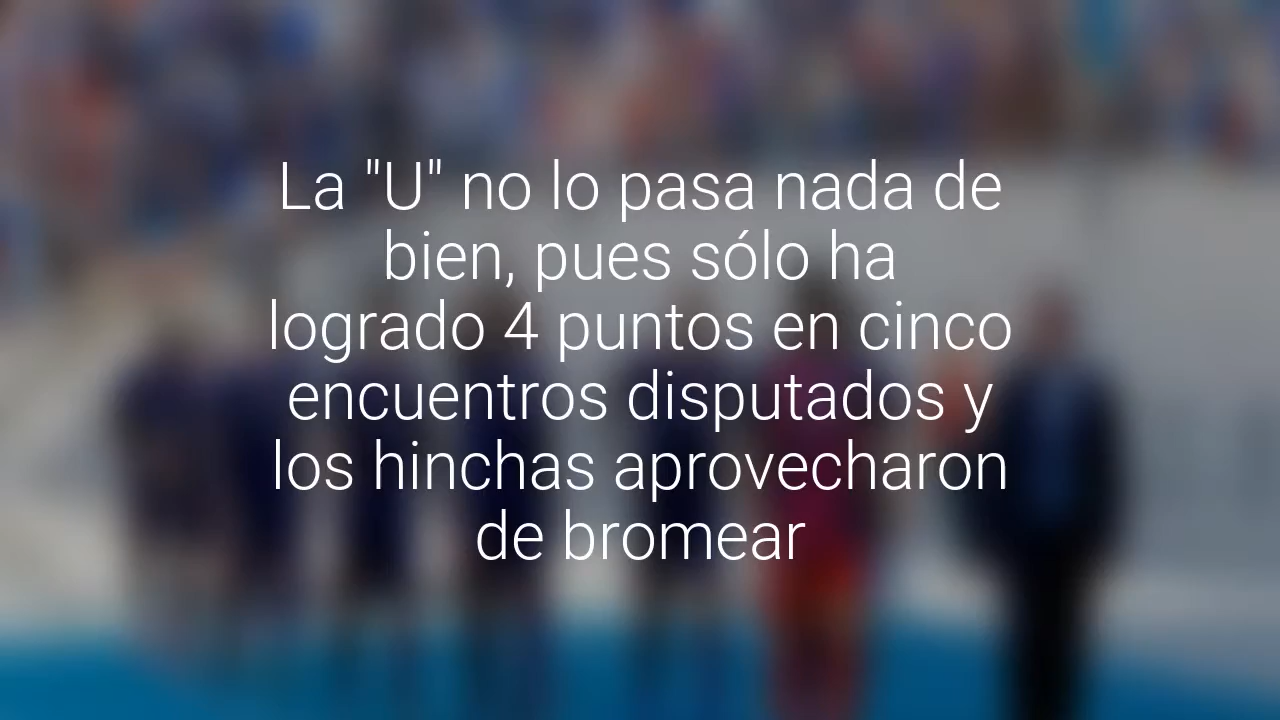 La "U" no lo pasa nada de
bien, pues sólo ha
logrado 4 puntos en cinco
encuentros disputados y
los hinchas aprovecharon
de bromear